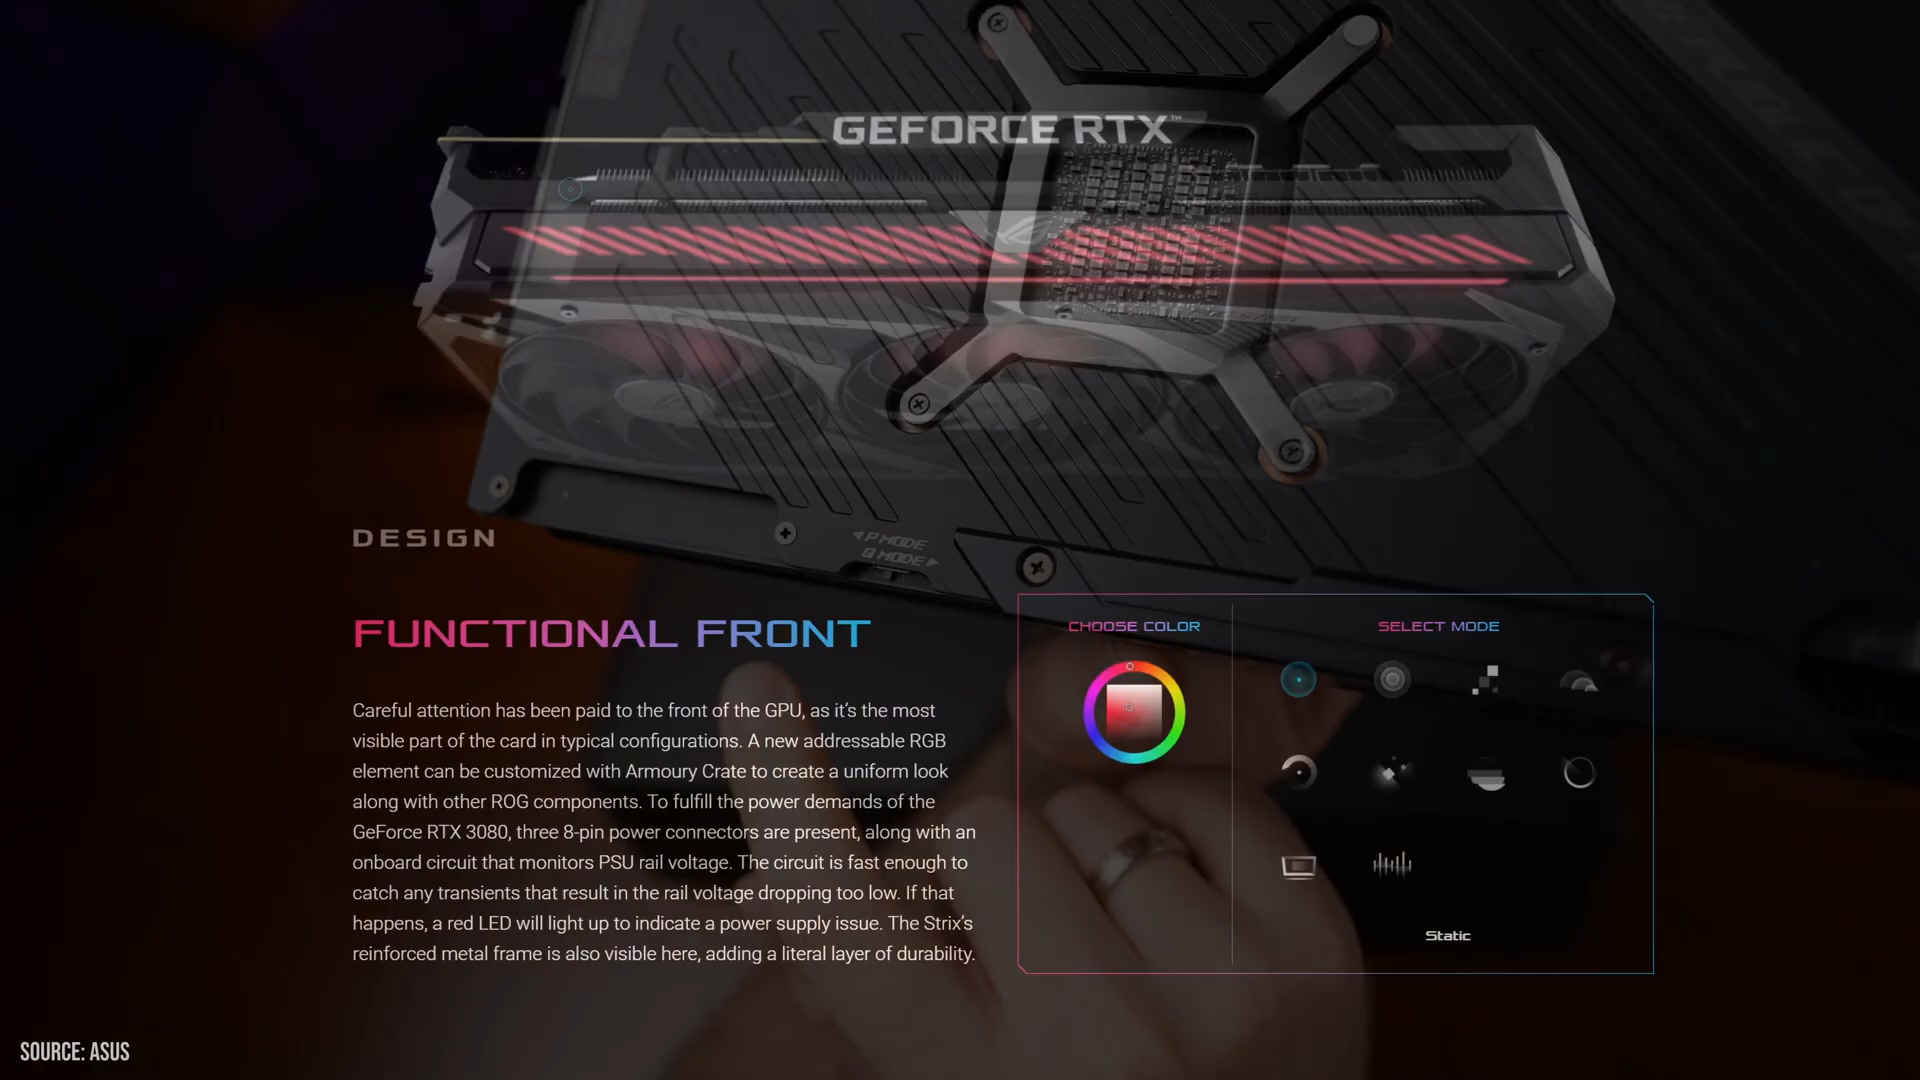 GEFORCE RTX™
◄P MODE
Q MODE►
DESIGN
FUNCTIONAL FRONT
Careful attention has been paid to the front of the GPU, as it’s the most
visible part of the card in typical configurations. A new addressable RGB
element can be customized with Armoury Crate to create a uniform look
along with other ROG components. To fulfill the power demands of the
GeForce RTX 3080, three 8-pin power connectors are present, along with an
onboard circuit that monitors PSU rail voltage. The circuit is fast enough to
catch any transients that result in the rail voltage dropping too low. If that
happens, a red LED will light up to indicate a power supply issue. The Strix’s
reinforced metal frame is also visible here, adding a literal layer of durability.
CHOOSE COLOR
SELECT MODE
Static
SOURCE: ASUS